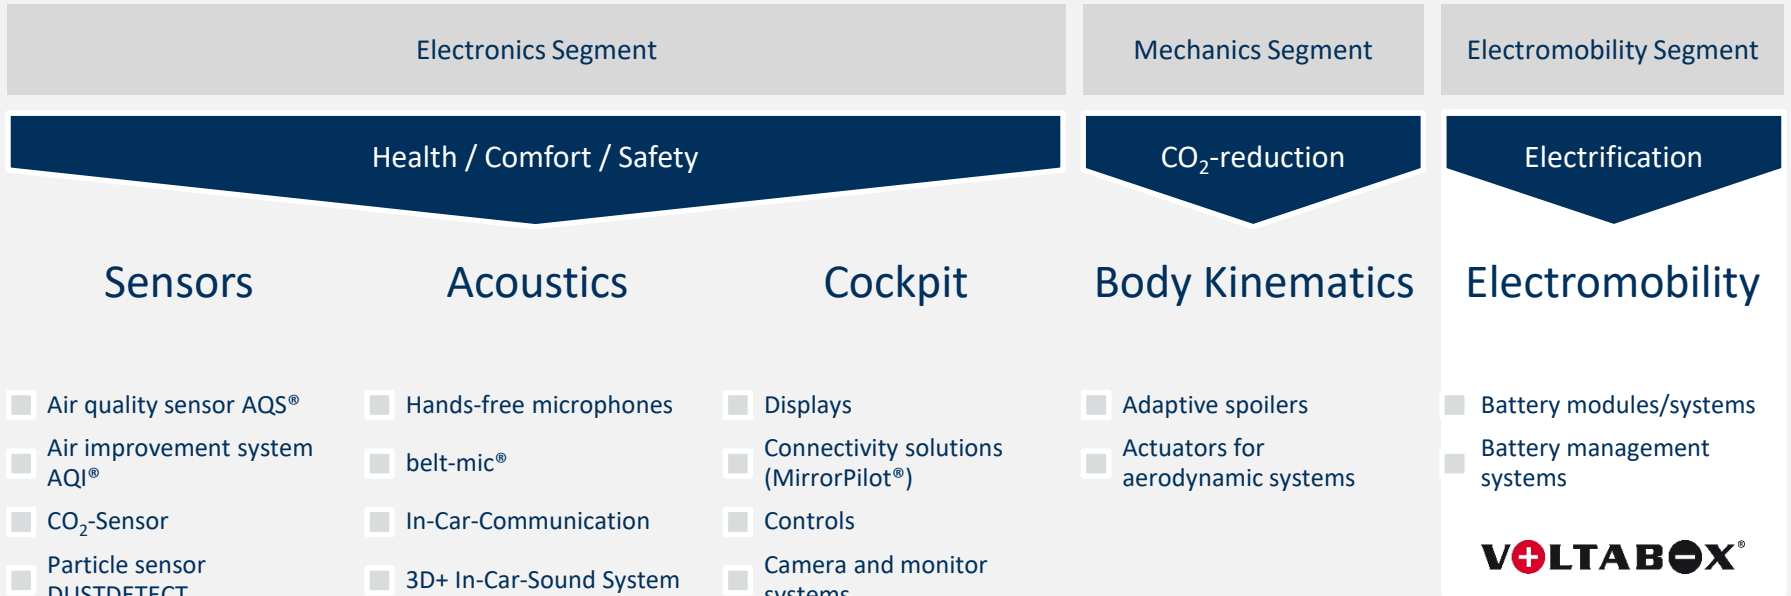 Electronics Segment
Mechanics Segment
Electromobility Segment
Health / Comfort / Safety
CO₂-reduction
Electrification
Sensors
Acoustics
Cockpit
Body Kinematics
Electromobility
Air quality sensor AQS®
Air improvement system
AQI®
CO₂-Sensor
Particle sensor
DUSTDETECT
Hands-free microphones
belt-mic®
In-Car-Communication
3D+ In-Car-Sound System
Displays
Connectivity solutions
(MirrorPilot®)
Controls
Camera and monitor
systems
Adaptive spoilers
Actuators for
aerodynamic systems
Battery modules/systems
Battery management
systems
VOLTABOX®